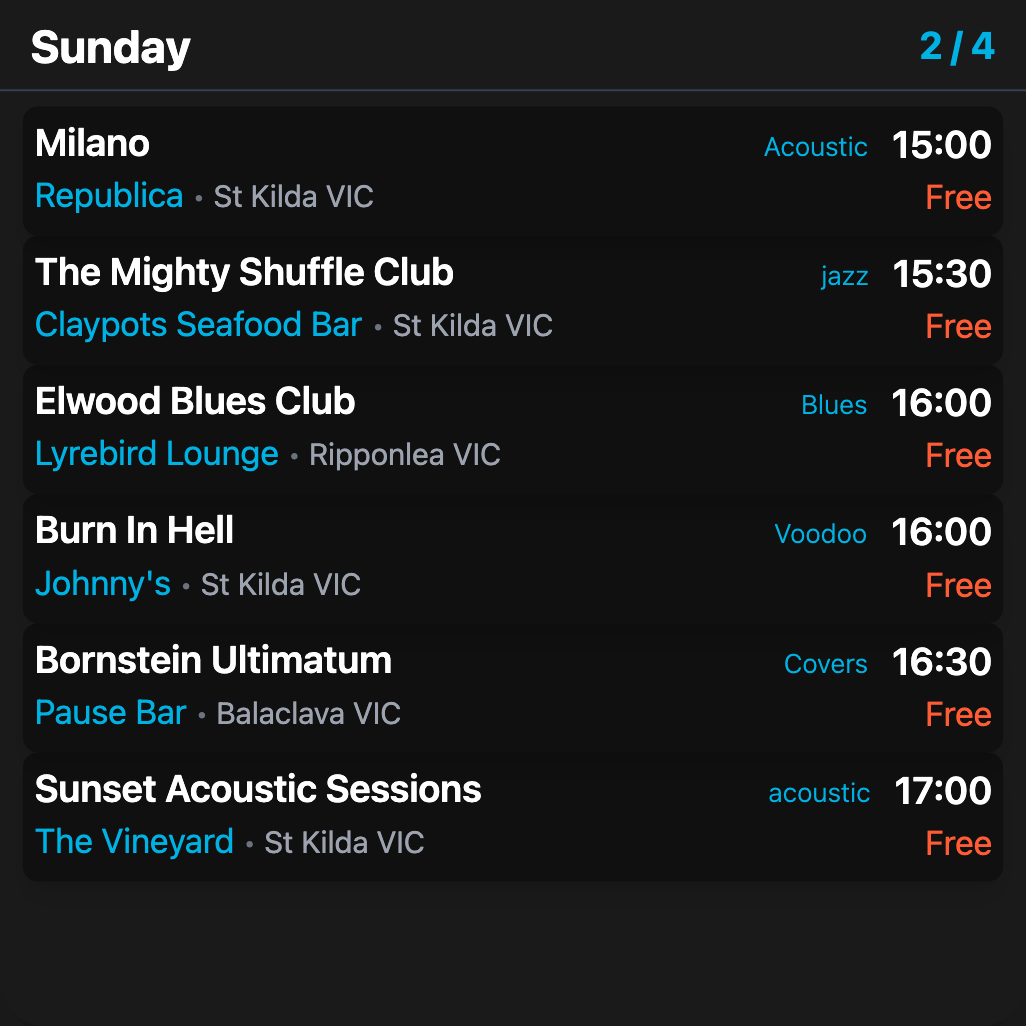 Sunday 2 / 4
Milano Acoustic 15:00
Republica • St Kilda VIC Free
The Mighty Shuffle Club jazz 15:30
Claypots Seafood Bar • St Kilda VIC Free
Elwood Blues Club Blues 16:00
Lyrebird Lounge • Ripponlea VIC Free
Burn In Hell Voodoo 16:00
Johnny's • St Kilda VIC Free
Bornstein Ultimatum Covers 16:30
Pause Bar • Balaclava VIC Free
Sunset Acoustic Sessions acoustic 17:00
The Vineyard • St Kilda VIC Free